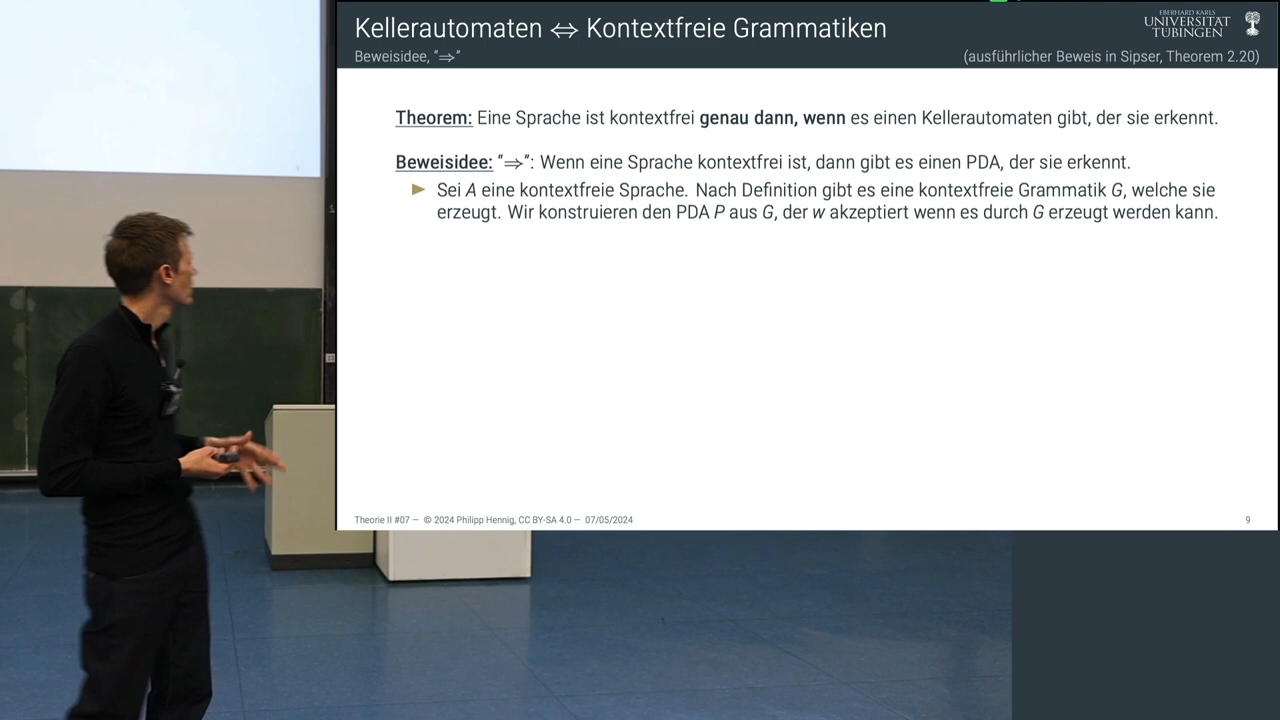 Kellerautomaten ⇔ Kontextfreie Grammatiken
EBERHARD KARLS
UNIVERSITAT
TUBINGEN
Beweisidee, "⇒"
(ausführlicher Beweis in Sipser, Theorem 2.20)
Theorem: Eine Sprache ist kontextfrei genau dann, wenn es einen Kellerautomaten gibt, der sie erkennt.
Beweisidee: "⇒": Wenn eine Sprache kontextfrei ist, dann gibt es einen PDA, der sie erkennt.
Sei A eine kontextfreie Sprache. Nach Definition gibt es eine kontextfreie Grammatik G, welche sie
erzeugt. Wir konstruieren den PDA P aus G, der w akzeptiert wenn es durch G erzeugt werden kann.
Theorie II #07 — © 2024 Philipp Hennig, CC BY-SA 4.0 — 07/05/2024
9